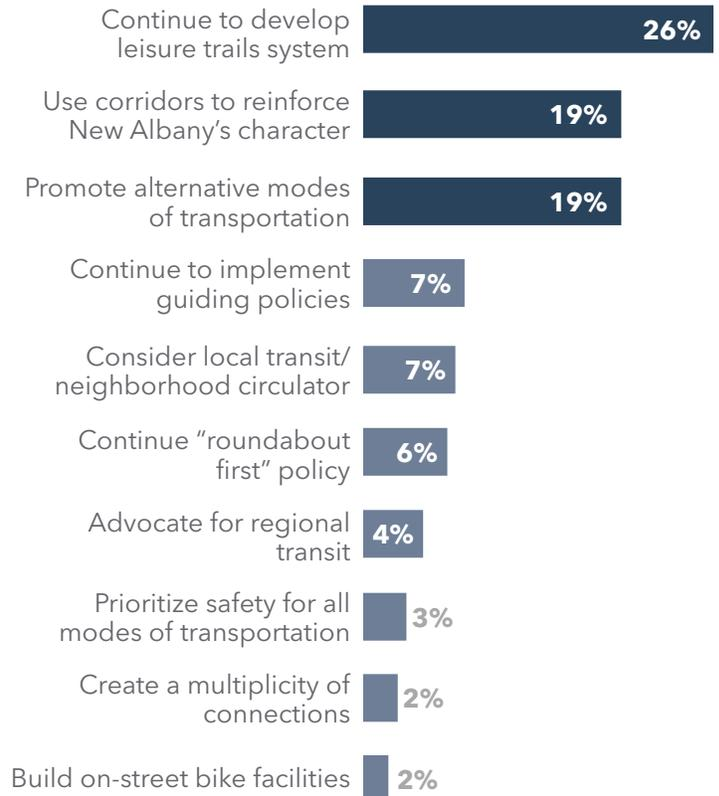 Continue to develop
leisure trails system
26%
Use corridors to reinforce
New Albany’s character
19%
Promote alternative modes
of transportation
19%
Continue to implement
guiding policies
7%
Consider local transit/
neighborhood circulator
7%
Continue “roundabout
first” policy
6%
Advocate for regional
transit
4%
Prioritize safety for all
modes of transportation
3%
Create a multiplicity of
connections
2%
Build on-street bike facilities
2%